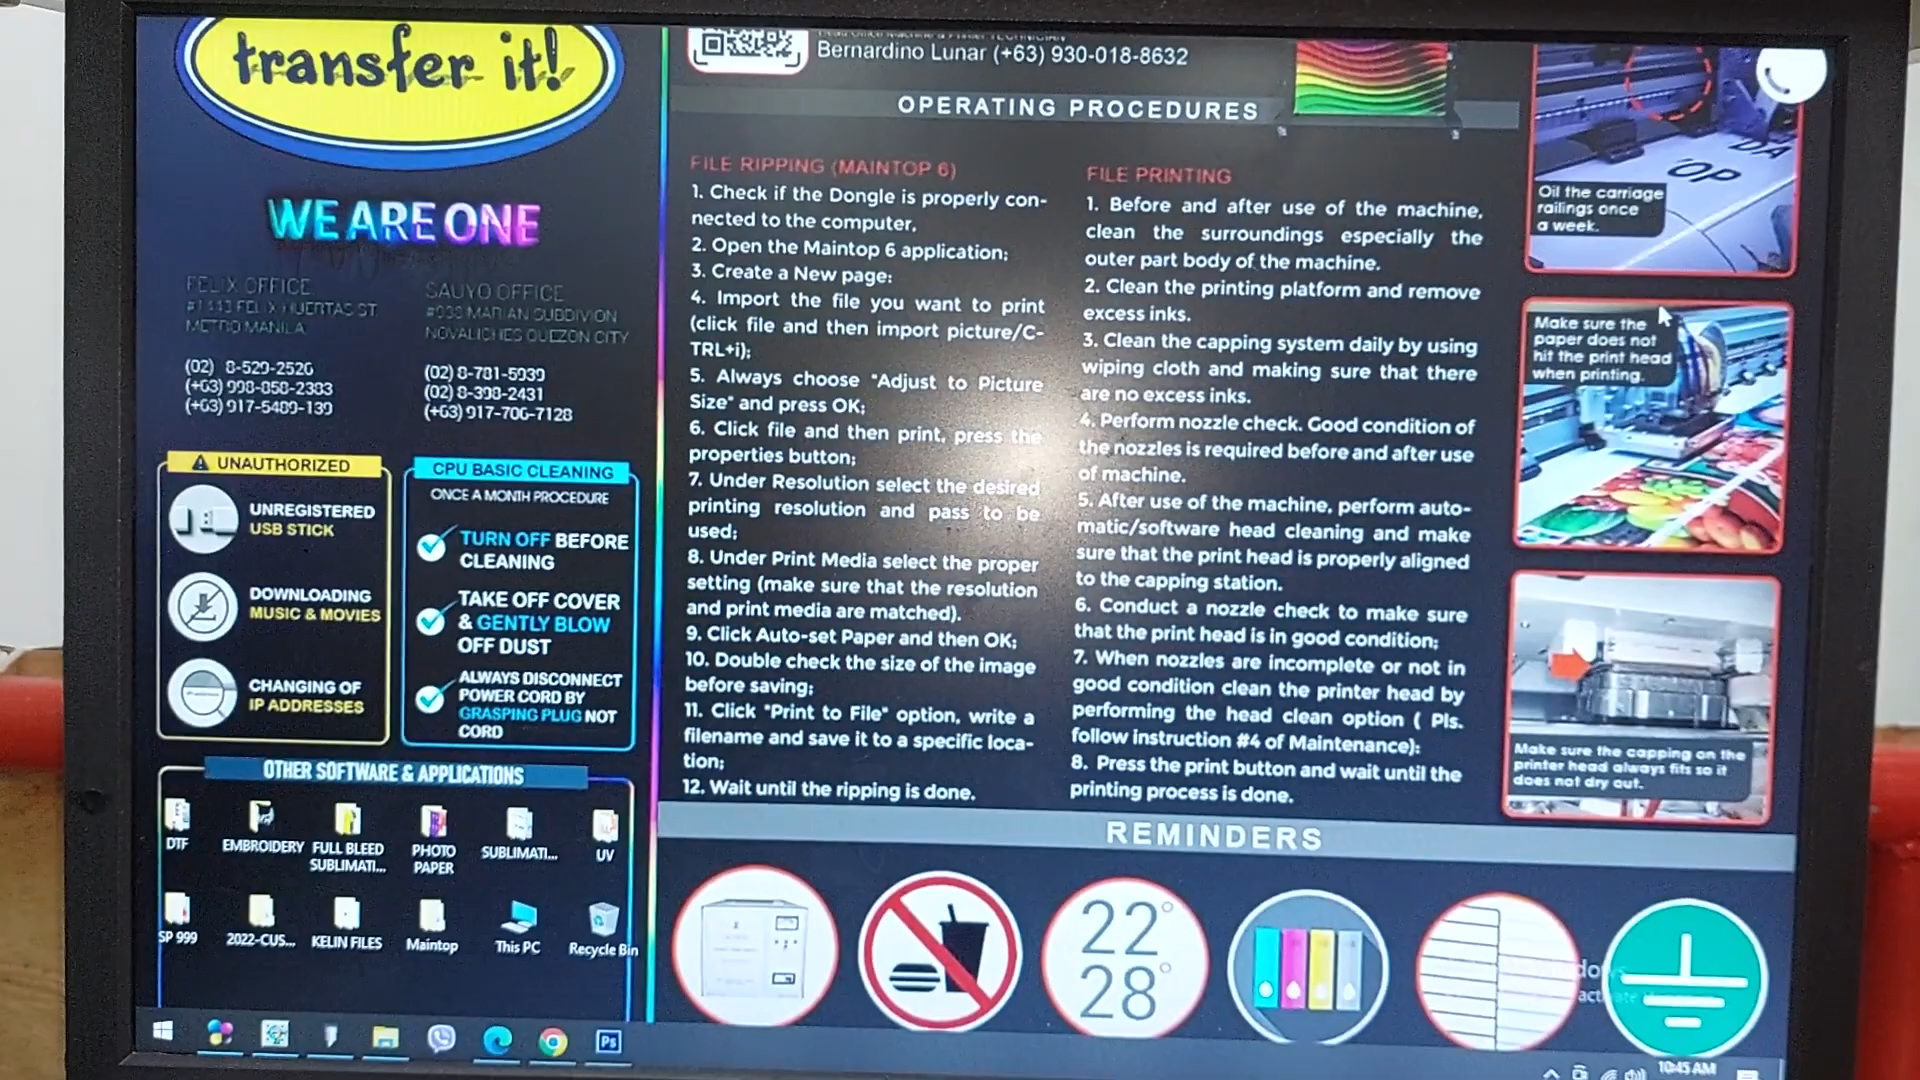 transfer it!
WE ARE ONE
FELIX OFFICE
METRO MANILA
SAUYO OFFICE
NOVALICHES QUEZON CITY
(02) 8-529-2526
(+63) 998-858-2383
(+63) 917-5489-139
(02) 8-781-5939
(02) 8-398-2431
(+63) 917-706-7128
UNAUTHORIZED
UNREGISTERED
USB STICK
DOWNLOADING
MUSIC & MOVIES
CHANGING OF
IP ADDRESSES
CPU BASIC CLEANING
ONCE A MONTH PROCEDURE
TURN OFF BEFORE
CLEANING
TAKE OFF COVER
& GENTLY BLOW
OFF DUST
ALWAYS DISCONNECT
POWER CORD BY
GRASPING PLUG NOT
CORD
OTHER SOFTWARE & APPLICATIONS
DTF
EMBROIDERY
FULL BLEED
SUBLIMATI...
PHOTO
PAPER
SUBLIMATI...
UV
SP 999
2022-CUS...
KELIN FILES
Maintop
This PC
Recycle Bin
Bernardino Lunar (+63) 930-018-8632
OPERATING PROCEDURES
FILE RIPPING (MAINTOP 6)
1. Check if the Dongle is properly con-
nected to the computer.
2. Open the Maintop 6 application;
3. Create a New page;
4. Import the file you want to print
(click file and then import picture/C-
TRL+i);
5. Always choose "Adjust to Picture
Size" and press OK;
6. Click file and then print, press the
properties button;
7. Under Resolution select the desired
printing resolution and pass to be
used;
8. Under Print Media select the proper
setting (make sure that the resolution
and print media are matched).
9. Click Auto-set Paper and then OK;
10. Double check the size of the image
before saving;
11. Click "Print to File" option, write a
filename and save it to a specific loca-
tion;
12. Wait until the ripping is done.
FILE PRINTING
1. Before and after use of the machine,
clean the surroundings especially the
outer part body of the machine.
2. Clean the printing platform and remove
excess inks.
3. Clean the capping system daily by using
wiping cloth and making sure that there
are no excess inks.
4. Perform nozzle check. Good condition of
the nozzles is required before and after use
of machine.
5. After use of the machine, perform auto-
matic/software head cleaning and make
sure that the print head is properly aligned
to the capping station.
6. Conduct a nozzle check to make sure
that the print head is in good condition;
7. When nozzles are incomplete or not in
good condition clean the printer head by
performing the head clean option ( Pls.
follow instruction #4 of Maintenance);
8. Press the print button and wait until the
printing process is done.
Oil the carriage
railings once
a week.
Make sure the
paper does not
hit the print head
when printing.
Make sure the capping on the
printer head always fits so it
does not dry out.
REMINDERS
22°
28°
Ps
10:45 AM